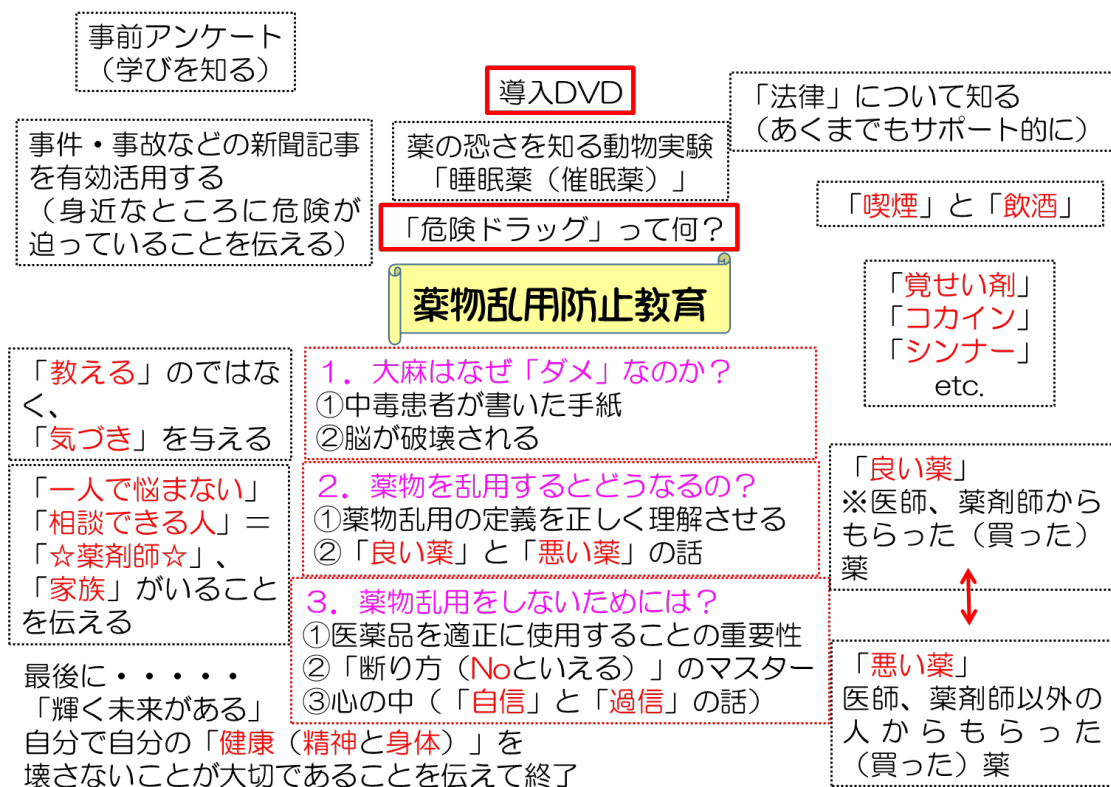 事前アンケート
（学びを知る）
導入DVD
「法律」について知る
（あくまでもサポート的に）
事件・事故などの新聞記事
を有効活用する
（身近なところに危険が
迫っていることを伝える）
薬の恐さを知る動物実験
「睡眠薬（催眠薬）」
「危険ドラッグ」って何？
「喫煙」と「飲酒」
薬物乱用防止教育
「覚せい剤」
「コカイン」
「シンナー」
etc.
「教える」のではな
く、
「気づき」を与える
1．大麻はなぜ「ダメ」なのか？
①中毒患者が書いた手紙
②脳が破壊される
「一人で悩まない」
「相談できる人」＝
「☆薬剤師☆」、
「家族」がいること
を伝える
2．薬物を乱用するとどうなるの？
①薬物乱用の定義を正しく理解させる
②「良い薬」と「悪い薬」の話
「良い薬」
※医師、薬剤師から
もらった（買った）
薬
3．薬物乱用をしないためには？
①医薬品を適正に使用することの重要性
②「断り方（Noといえる）」のマスター
③心の中（「自信」と「過信」の話）
「悪い薬」
医師、薬剤師以外の
人からもらった
（買った）薬
最後に・・・・・
「輝く未来がある」
自分で自分の「健康（精神と身体）」を
壊さないことが大切であることを伝えて終了